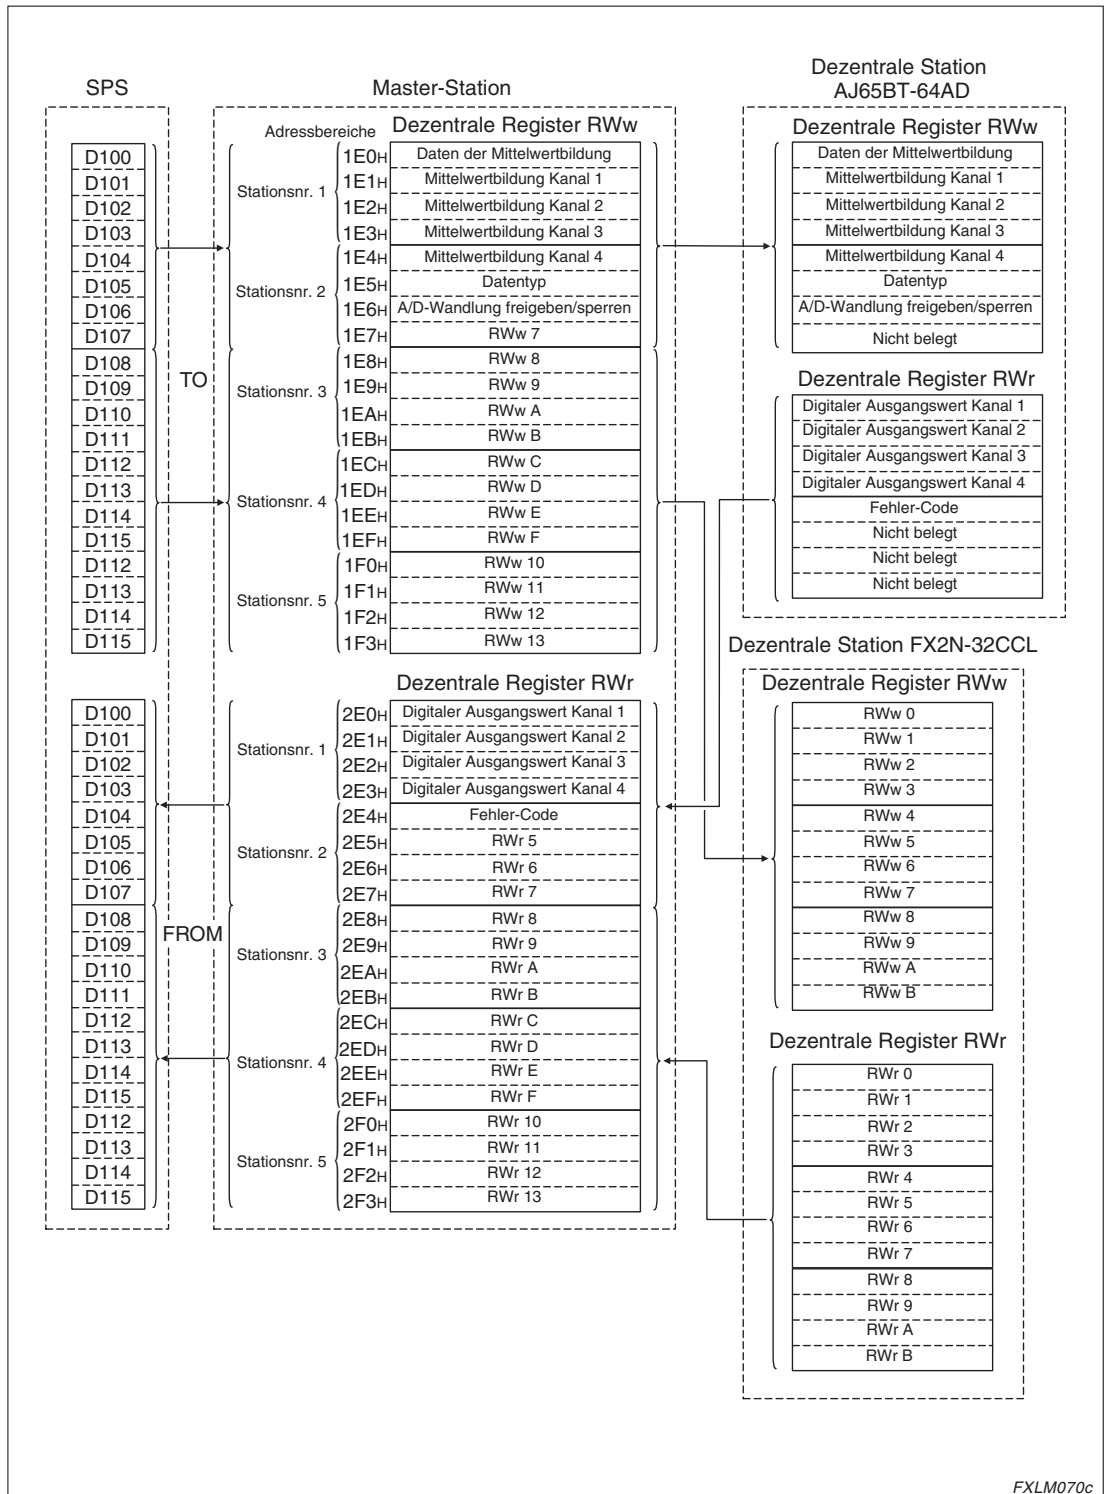 SPS
D100
D101
D102
D103
D104
D105
D106
D107
D108
D109
D110
D111
D112
D113
D114
D115
D112
D113
D114
D115
D100
D101
D102
D103
D104
D105
D106
D107
D108
D109
D110
D111
D112
D113
D114
D115
D112
D113
D114
D115
TO
FROM
Master-Station
Adressbereiche
Dezentrale Register RWw
Stationsnr. 1
1E0H Daten der Mittelwertbildung
1E1H Mittelwertbildung Kanal 1
1E2H Mittelwertbildung Kanal 2
1E3H Mittelwertbildung Kanal 3
Stationsnr. 2
1E4H Mittelwertbildung Kanal 4
1E5H Datentyp
1E6H A/D-Wandlung freigeben/sperren
1E7H RWw 7
Stationsnr. 3
1E8H RWw 8
1E9H RWw 9
1EAH RWw A
1EBH RWw B
Stationsnr. 4
1ECH RWw C
1EDH RWw D
1EEH RWw E
1EFH RWw F
Stationsnr. 5
1F0H RWw 10
1F1H RWw 11
1F2H RWw 12
1F3H RWw 13
Dezentrale Register RWr
Stationsnr. 1
2E0H Digitaler Ausgangswert Kanal 1
2E1H Digitaler Ausgangswert Kanal 2
2E2H Digitaler Ausgangswert Kanal 3
2E3H Digitaler Ausgangswert Kanal 4
Stationsnr. 2
2E4H Fehler-Code
2E5H RWr 5
2E6H RWr 6
2E7H RWr 7
Stationsnr. 3
2E8H RWr 8
2E9H RWr 9
2EAH RWr A
2EBH RWr B
Stationsnr. 4
2ECH RWr C
2EDH RWr D
2EEH RWr E
2EFH RWr F
Stationsnr. 5
2F0H RWr 10
2F1H RWr 11
2F2H RWr 12
2F3H RWr 13
Dezentrale Station
AJ65BT-64AD
Dezentrale Register RWw
Daten der Mittelwertbildung
Mittelwertbildung Kanal 1
Mittelwertbildung Kanal 2
Mittelwertbildung Kanal 3
Mittelwertbildung Kanal 4
Datentyp
A/D-Wandlung freigeben/sperren
Nicht belegt
Dezentrale Register RWr
Digitaler Ausgangswert Kanal 1
Digitaler Ausgangswert Kanal 2
Digitaler Ausgangswert Kanal 3
Digitaler Ausgangswert Kanal 4
Fehler-Code
Nicht belegt
Nicht belegt
Nicht belegt
Dezentrale Station FX2N-32CCL
Dezentrale Register RWw
RWw 0
RWw 1
RWw 2
RWw 3
RWw 4
RWw 5
RWw 6
RWw 7
RWw 8
RWw 9
RWw A
RWw B
Dezentrale Register RWr
RWr 0
RWr 1
RWr 2
RWr 3
RWr 4
RWr 5
RWr 6
RWr 7
RWr 8
RWr 9
RWr A
RWr B
FXLM070c